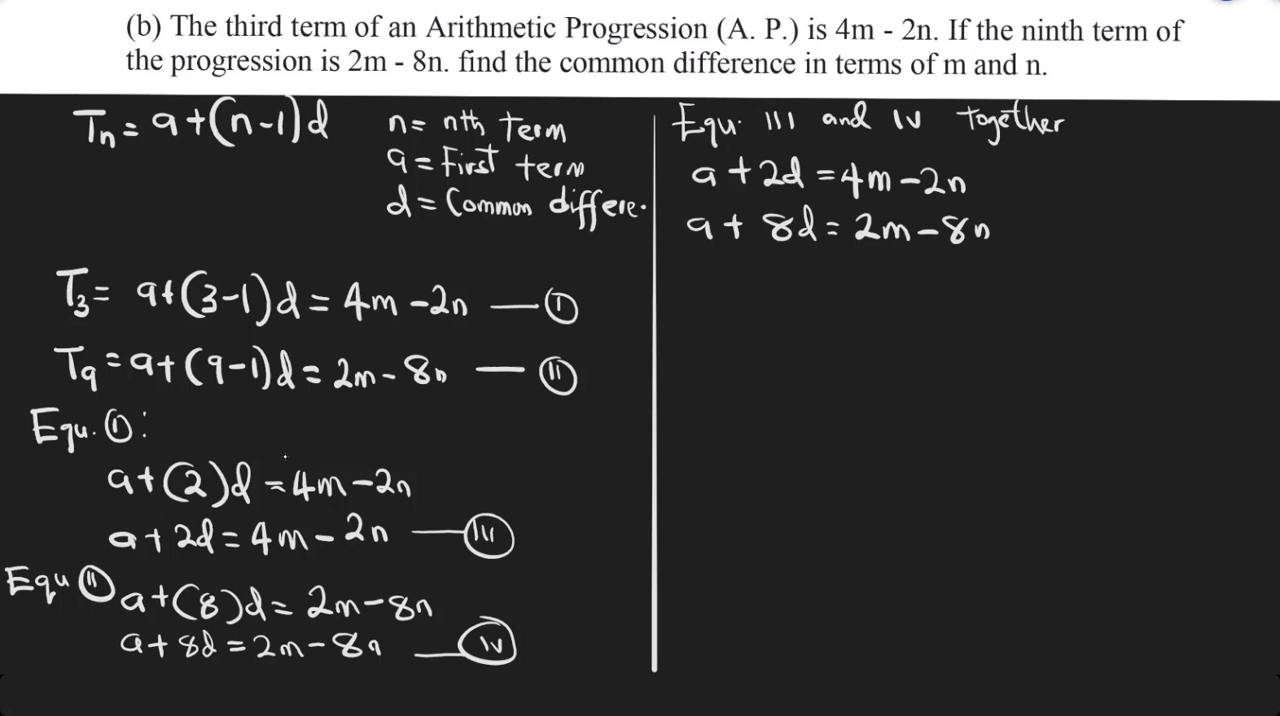 (b) The third term of an Arithmetic Progression (A. P.) is 4m - 2n. If the ninth term of
the progression is 2m - 8n. find the common difference in terms of m and n.
Tn = a+(n-1)d
n = nth Term
a = First term
d = Common differe.
T3 = a+(3-1)d = 4m -2n — (I)
T9 = a+(9-1)d = 2m - 8n — (II)
Equ. (I) :
a+(2)d = 4m-2n
a+2d = 4m - 2n — (III)
Equ (II) a+(8)d = 2m-8n
a+8d = 2m-8n — (IV)
Equ. III and IV Together
a + 2d = 4m - 2n
a + 8d = 2m - 8n